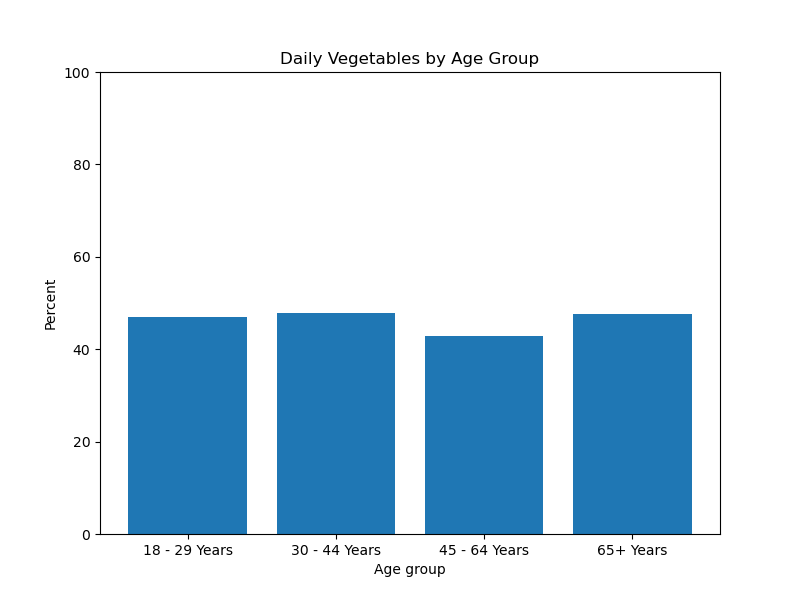 Daily Vegetables by Age Group
100
80
60
40
20
0
Percent
18 - 29 Years
30 - 44 Years
45 - 64 Years
65+ Years
Age group